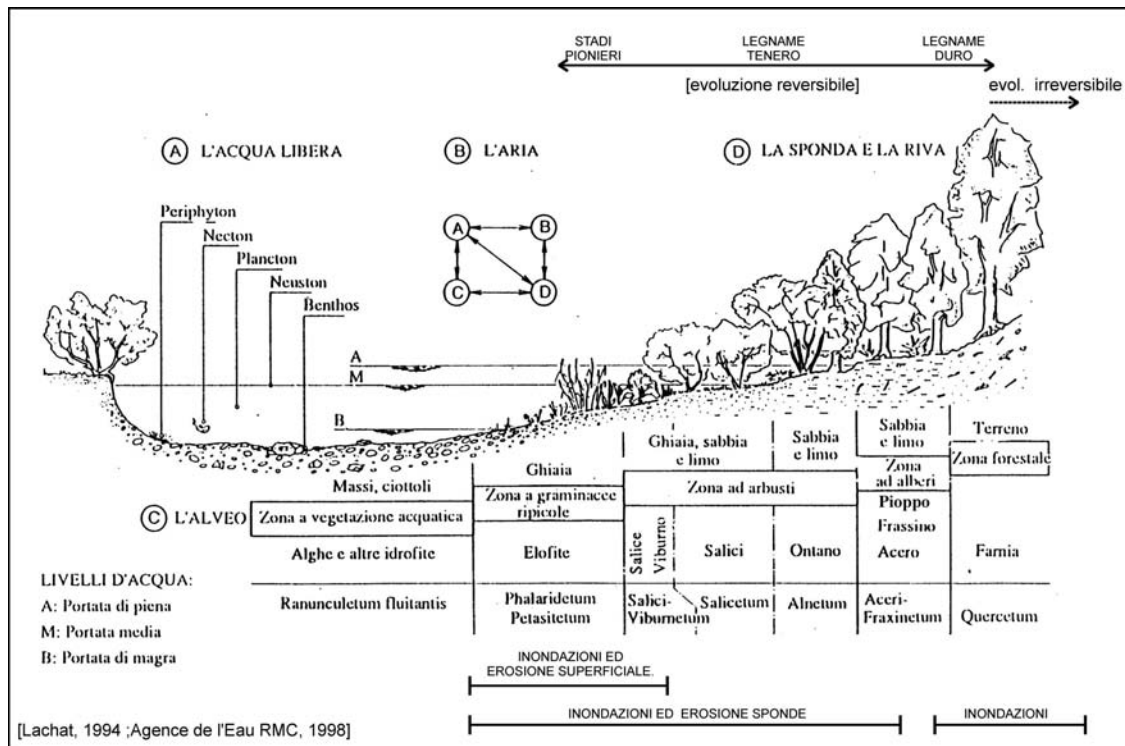 STADI
PIONIERI
LEGNAME
TENERO
LEGNAME
DURO
[evoluzione reversibile]
evol. irreversibile
A L'ACQUA LIBERA
B L'ARIA
D LA SPONDA E LA RIVA
Periphyton
Necton
Plancton
Neuston
Benthos
A B
C D
A
M
B
Massi, ciottoli
Ghiaia
Ghiaia, sabbia
e limo
Sabbia
e limo
Sabbia
e limo
Terreno
C L'ALVEO
Zona a vegetazione acquatica
Zona a graminacee
ripicole
Zona ad arbusti
Zona
ad alberi
Zona forestale
Alghe e altre idrofite
Elofite
Salice
Viburno
Salici
Ontano
Pioppo
Frassino
Acero
Farnia
Ranunculetum fluitantis
Phalaridetum
Petasitetum
Salici-
Viburnetum
Salicetum
Alnetum
Aceri-
Fraxinetum
Quercetum
LIVELLI D'ACQUA:
A: Portata di piena
M: Portata media
B: Portata di magra
INONDAZIONI ED
EROSIONE SUPERFICIALE.
INONDAZIONI ED EROSIONE SPONDE
INONDAZIONI
[Lachat, 1994 ;Agence de l'Eau RMC, 1998]